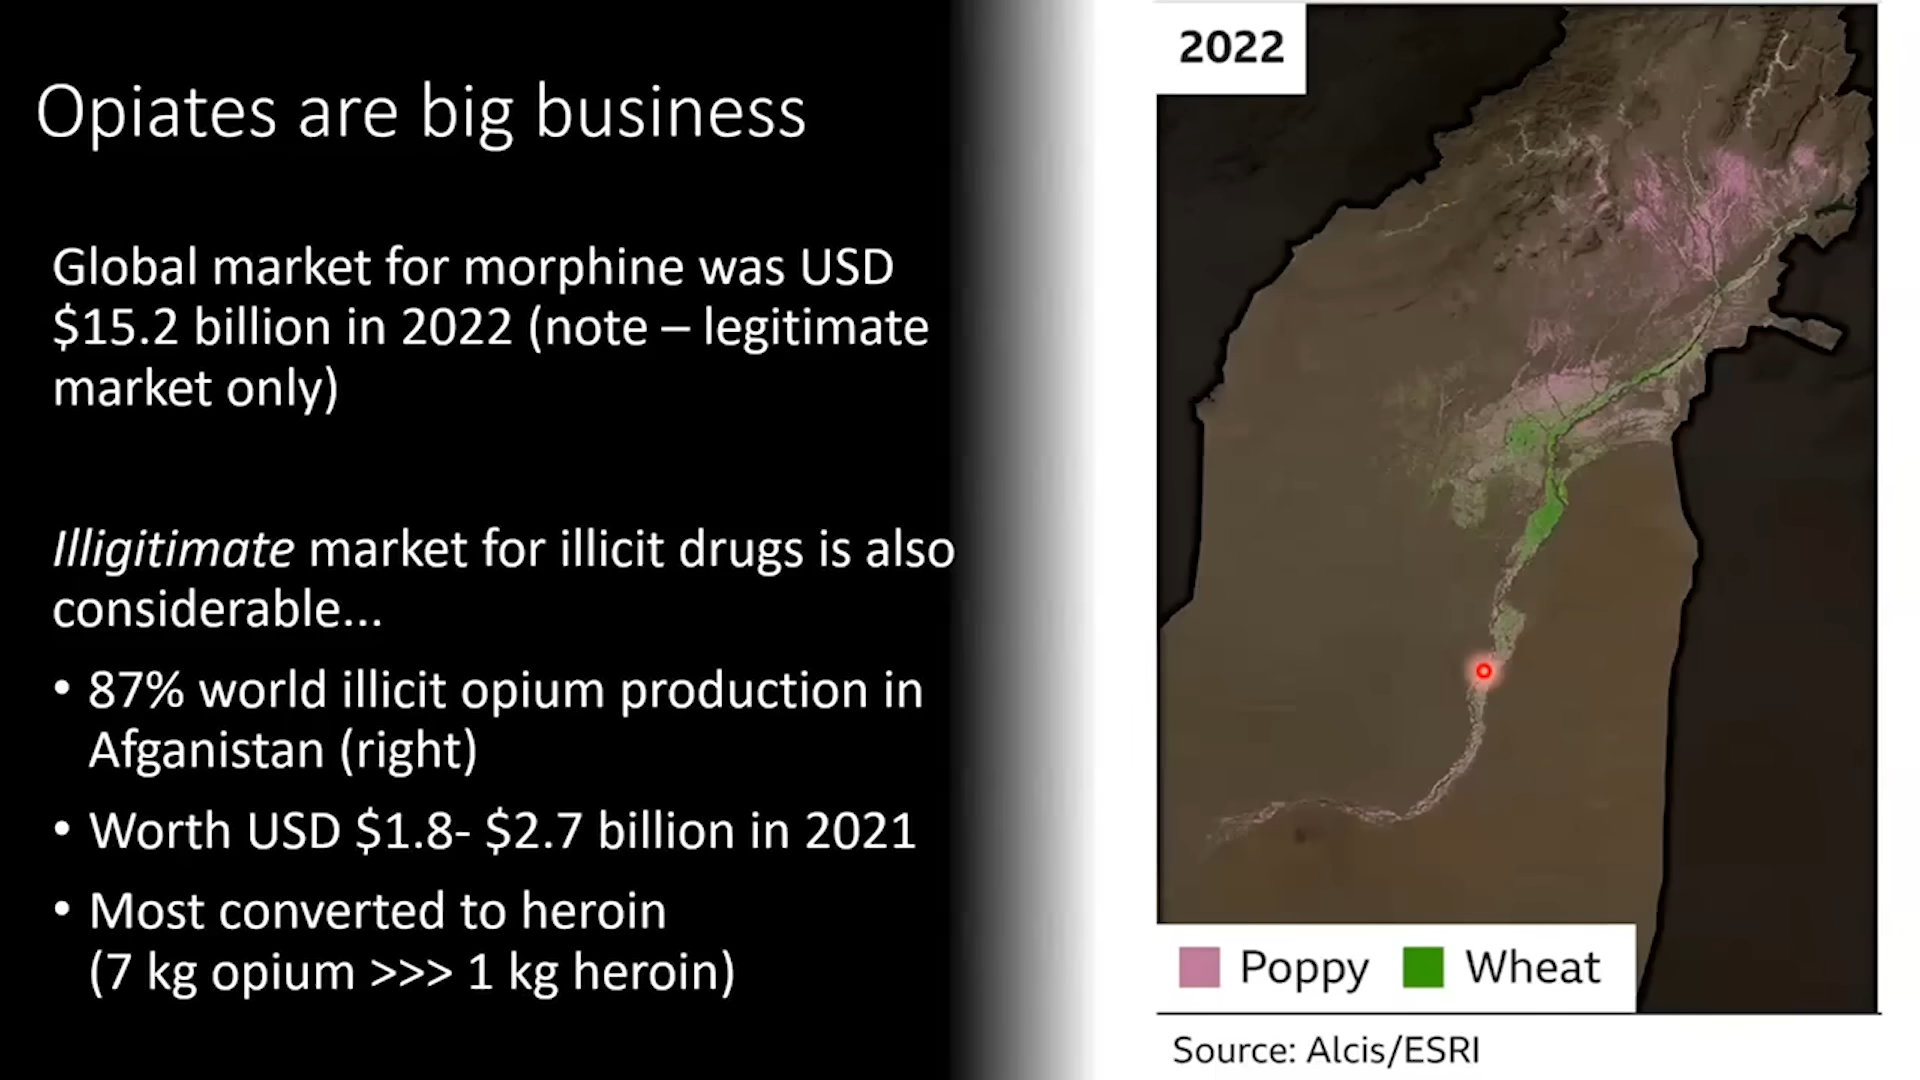 Opiates are big business
Global market for morphine was USD
$15.2 billion in 2022 (note – legitimate
market only)
Illigitimate market for illicit drugs is also
considerable...
• 87% world illicit opium production in
Afganistan (right)
• Worth USD $1.8- $2.7 billion in 2021
• Most converted to heroin
(7 kg opium >>> 1 kg heroin)
2022
Poppy Wheat
Source: Alcis/ESRI